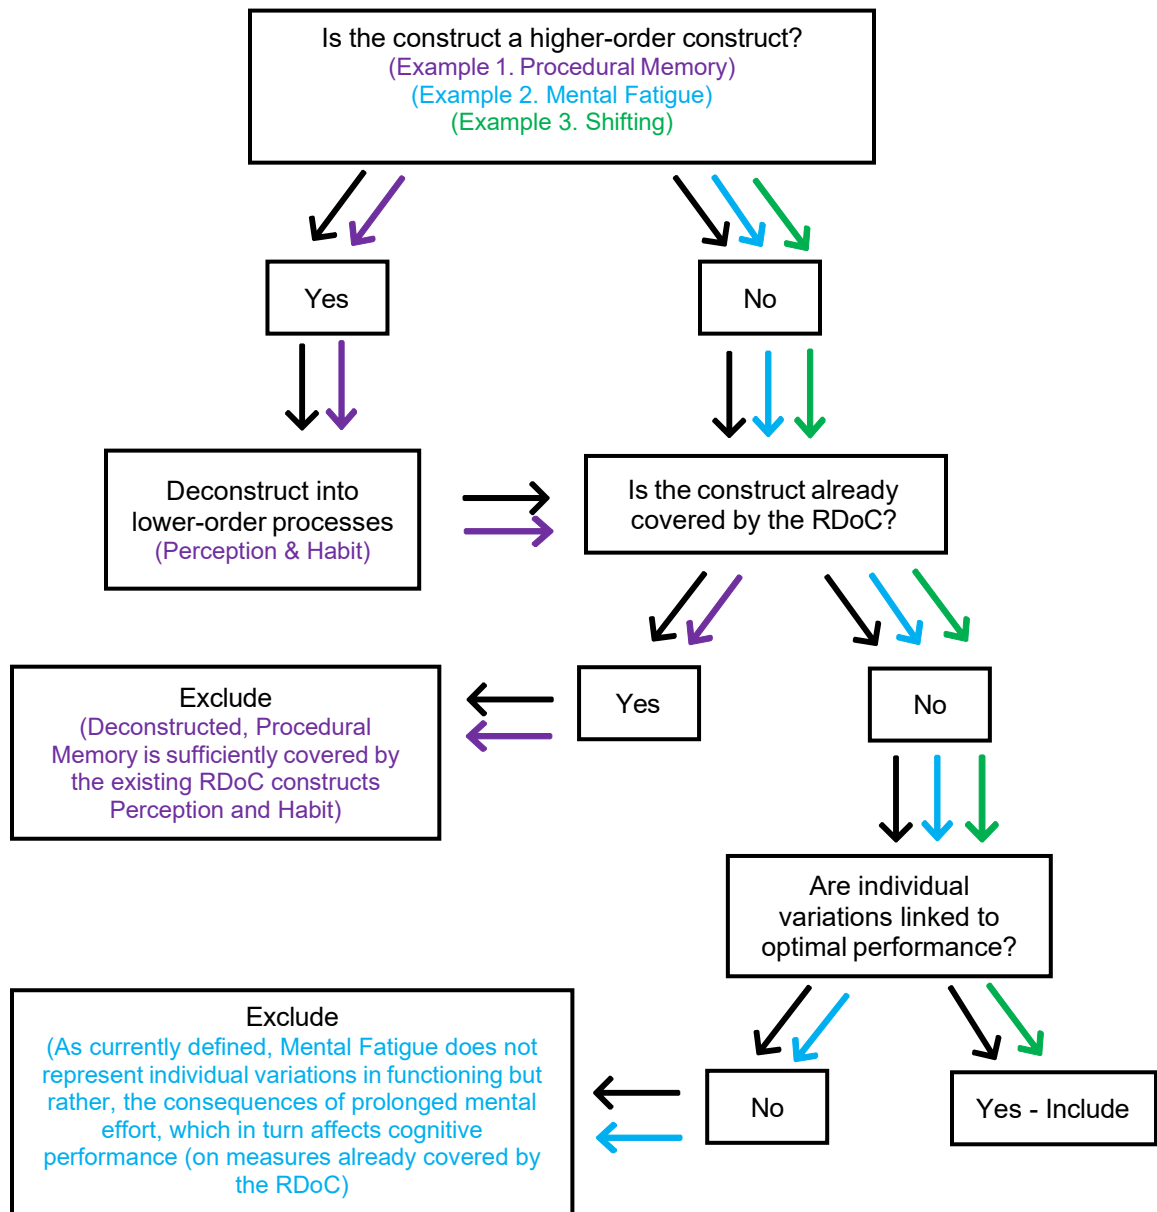 Is the construct a higher-order construct?
(Example 1. Procedural Memory)
(Example 2. Mental Fatigue)
(Example 3. Shifting)
Yes
No
Deconstruct into
lower-order processes
(Perception & Habit)
Is the construct already
covered by the RDoC?
Exclude
(Deconstructed, Procedural
Memory is sufficiently covered by
the existing RDoC constructs
Perception and Habit)
Yes
No
Are individual
variations linked to
optimal performance?
Exclude
(As currently defined, Mental Fatigue does not
represent individual variations in functioning but
rather, the consequences of prolonged mental
effort, which in turn affects cognitive
performance (on measures already covered by
the RDoC)
No
Yes - Include